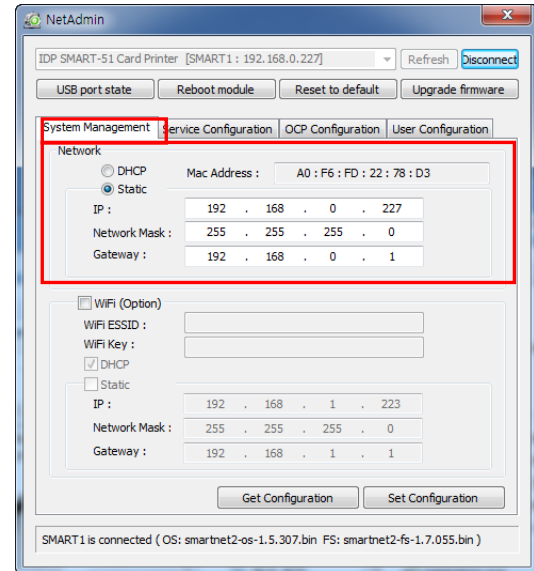 NetAdmin
IDP SMART-51 Card Printer [SMART1 : 192.168.0.227] Refresh Disconnect
USB port state Reboot module Reset to default Upgrade firmware
System Management Service Configuration OCP Configuration User Configuration
Network
DHCP Mac Address : A0 : F6 : FD : 22 : 78 : D3
Static
IP : 192 . 168 . 0 . 227
Network Mask : 255 . 255 . 255 . 0
Gateway : 192 . 168 . 0 . 1
WiFi (Option)
WiFi ESSID :
WiFi Key :
DHCP
Static
IP : 192 . 168 . 1 . 223
Network Mask : 255 . 255 . 255 . 0
Gateway : 192 . 168 . 1 . 1
Get Configuration Set Configuration
SMART1 is connected ( OS: smartnet2-os-1.5.307.bin FS: smartnet2-fs-1.7.055.bin )